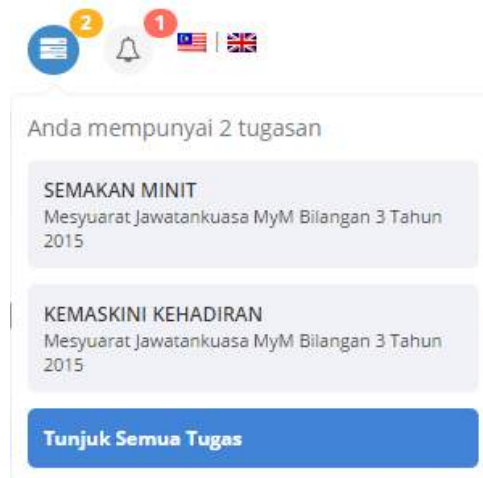 2
1
|
Anda mempunyai 2 tugasan
SEMAKAN MINIT
Mesyuarat Jawatankuasa MyM Bilangan 3 Tahun
2015
KEMASKINI KEHADIRAN
Mesyuarat Jawatankuasa MyM Bilangan 3 Tahun
2015
Tunjuk Semua Tugas